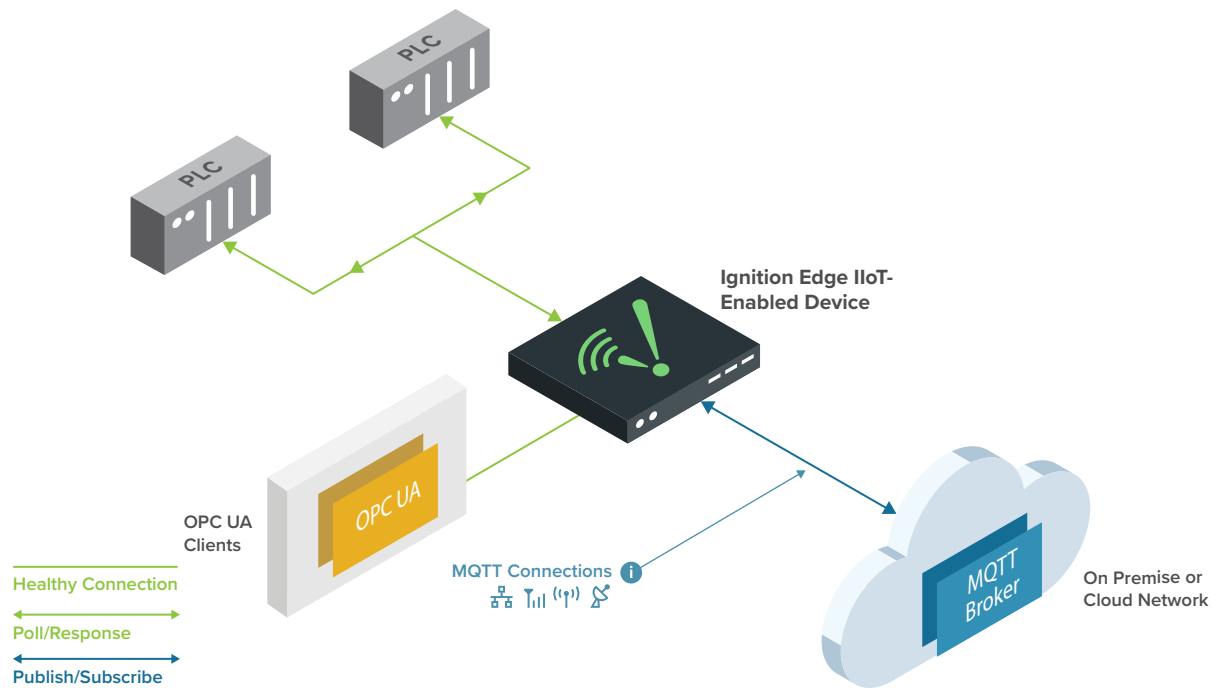 PLC
PLC
Ignition Edge IIoT-
Enabled Device
OPC UA
OPC UA
Clients
MQTT Connections i
MQTT
Broker
On Premise or
Cloud Network
Healthy Connection
Poll/Response
Publish/Subscribe